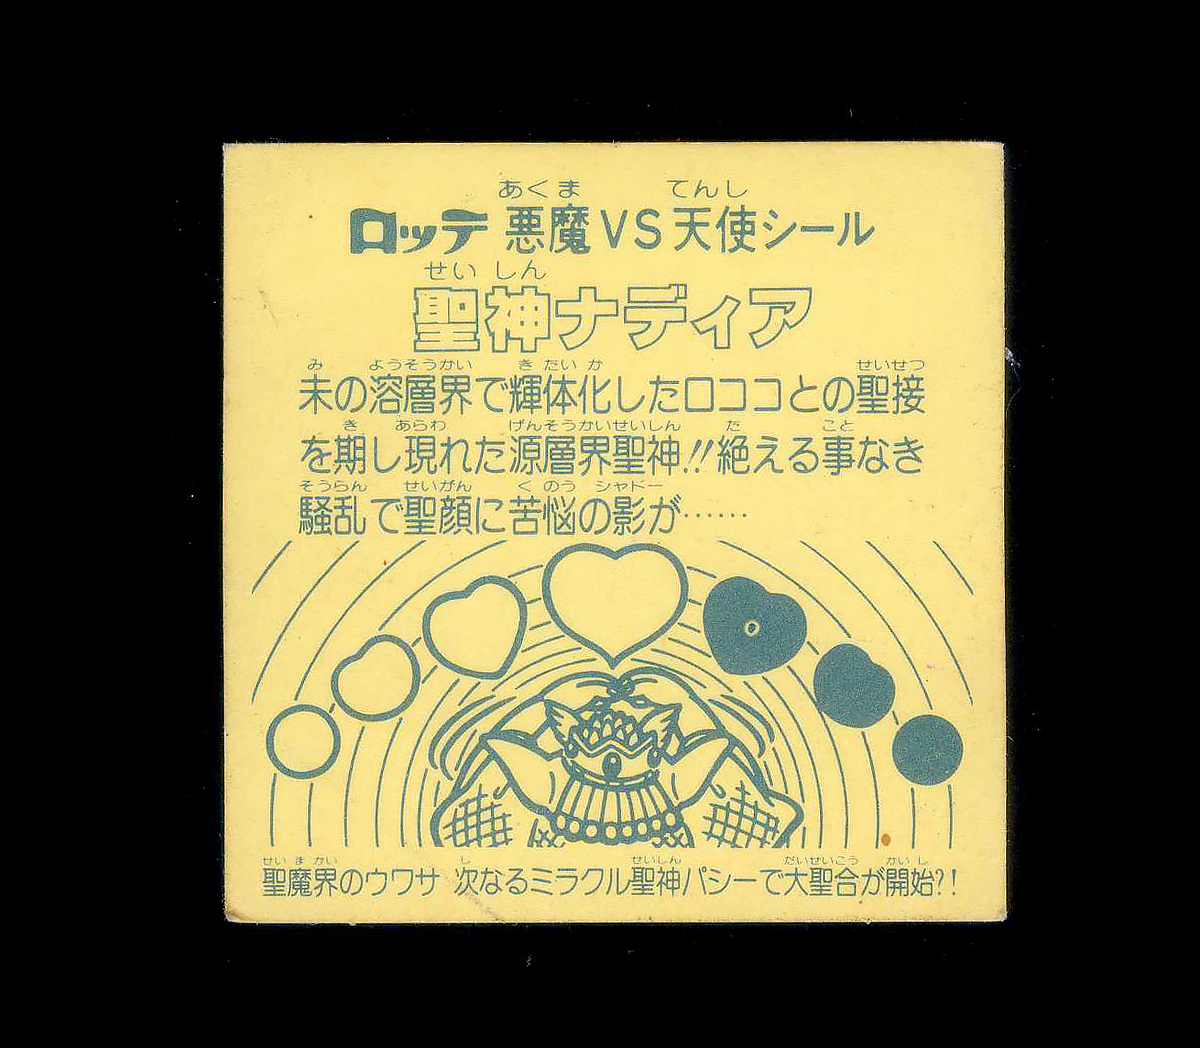 あくま てんし
ロッテ 悪魔VS天使シール
せいしん
聖神ナディア
み ようそうかい きたいか せいせつ
未の溶層界で輝体化したロココとの聖接
き あらわ げんそうかいせいしん た こと
を期し現れた源層界聖神!!絶える事なき
そうらん せいがん くのう シャドー
騒乱で聖顔に苦悩の影が……
せいまかい し せいしん だいせいこう かいし
聖魔界のウワサ 次なるミラクル聖神パシーで大聖合が開始?!